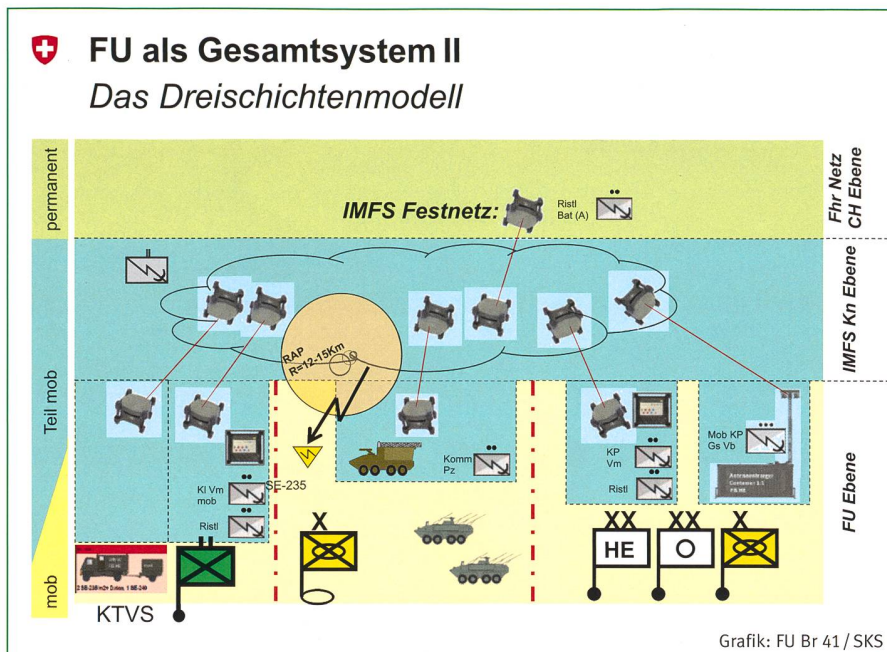 FU als Gesamtsystem II
Das Dreischichtenmodell
permanent
Teil mob
mob
IMFS Festnetz:
Ristl
Bat (A)
Fhr Netz
CH Ebene
IMFS Kn Ebene
FU Ebene
RAP
R=12-15Km
Kl Vm
mob
SE-235
Ristl
Komm
Pz
KP
Vm
Ristl
Mob KP
Gs Vb
KTVS
X
XX
HE
XX
X
Grafik: FU Br 41 / SKS